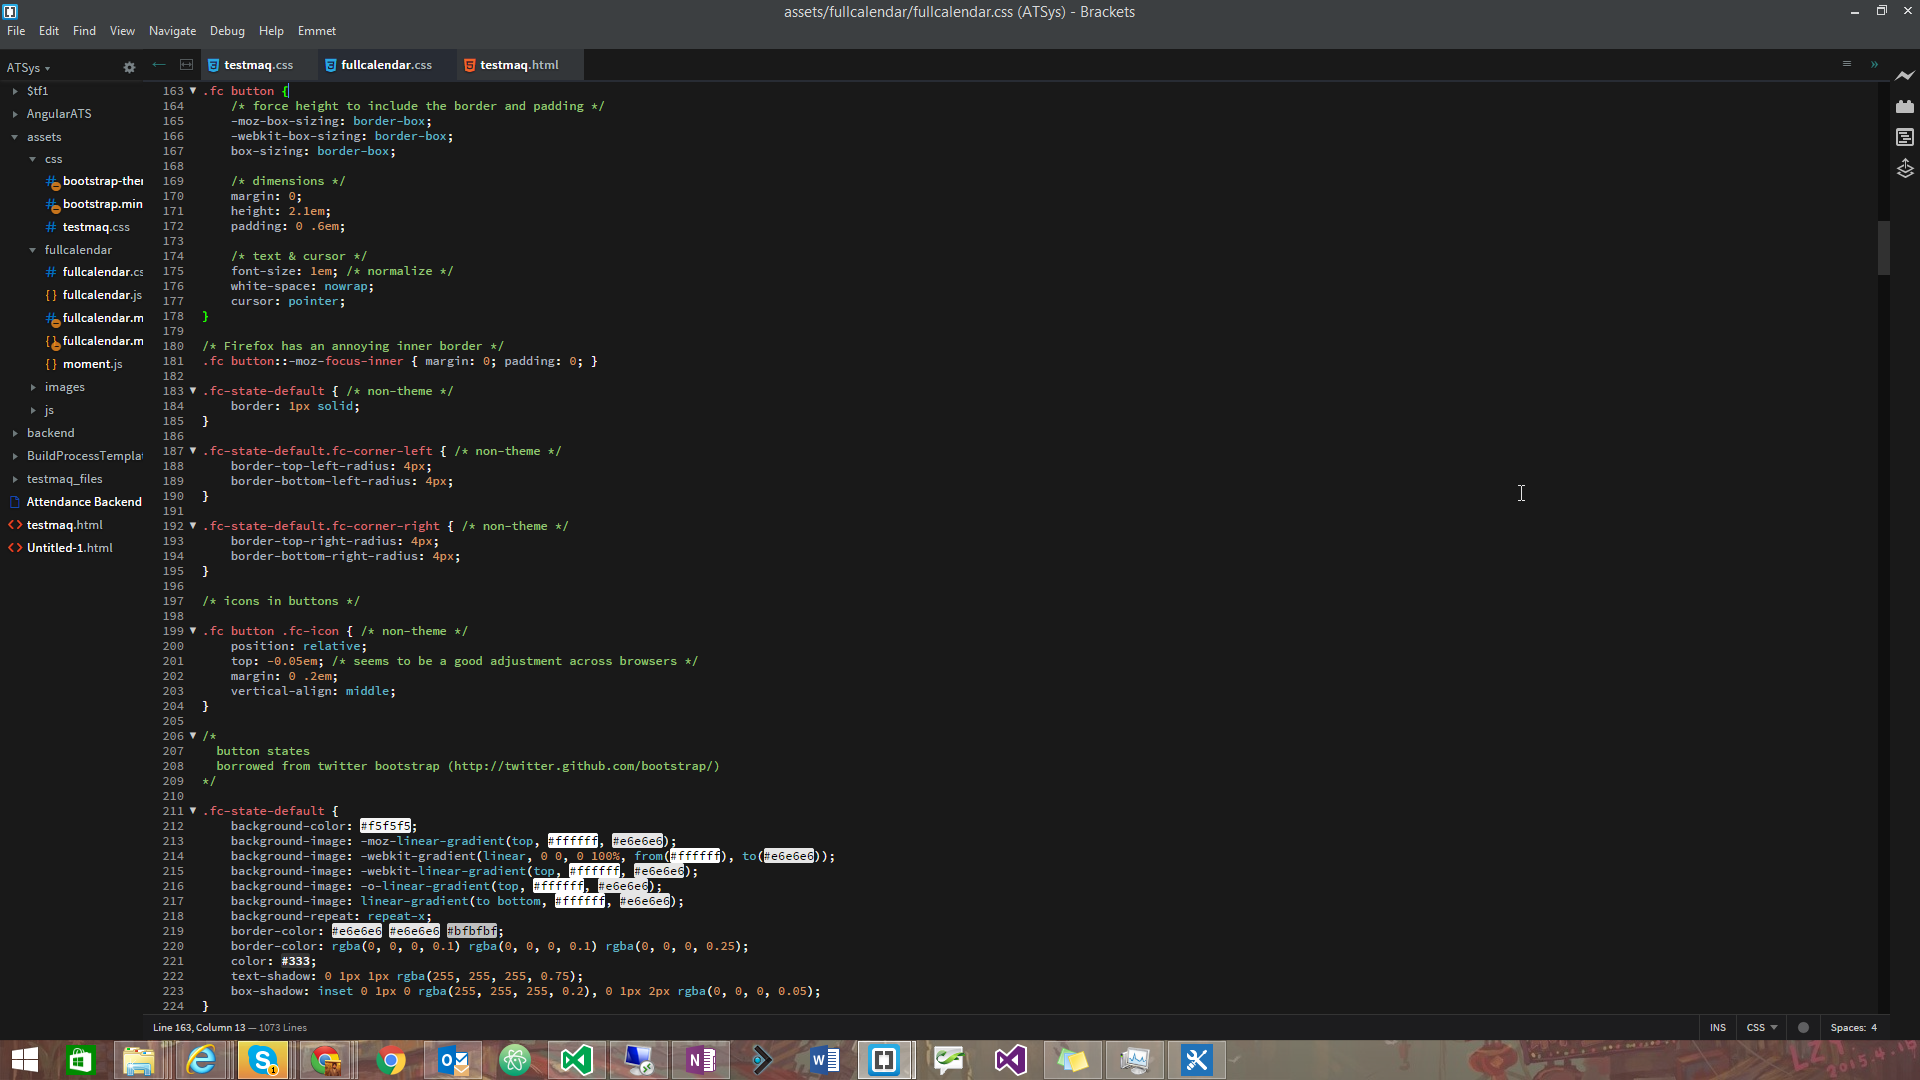 assets/fullcalendar/fullcalendar.css (ATSys) - Brackets
File Edit Find View Navigate Debug Help Emmet
ATSys
testmaq.css fullcalendar.css testmaq.html
$tf1
AngularATS
assets
css
bootstrap-ther
bootstrap.min
testmaq.css
fullcalendar
fullcalendar.cs
fullcalendar.js
fullcalendar.m
fullcalendar.m
moment.js
images
js
backend
BuildProcessTemplat
testmaq_files
Attendance Backend
testmaq.html
Untitled-1.html
163 .fc button {
164 /* force height to include the border and padding */
165 -moz-box-sizing: border-box;
166 -webkit-box-sizing: border-box;
167 box-sizing: border-box;
168
169 /* dimensions */
170 margin: 0;
171 height: 2.1em;
172 padding: 0 .6em;
173
174 /* text & cursor */
175 font-size: 1em; /* normalize */
176 white-space: nowrap;
177 cursor: pointer;
178 }
179
180 /* Firefox has an annoying inner border */
181 .fc button::-moz-focus-inner { margin: 0; padding: 0; }
182
183 .fc-state-default { /* non-theme */
184 border: 1px solid;
185 }
186
187 .fc-state-default.fc-corner-left { /* non-theme */
188 border-top-left-radius: 4px;
189 border-bottom-left-radius: 4px;
190 }
191
192 .fc-state-default.fc-corner-right { /* non-theme */
193 border-top-right-radius: 4px;
194 border-bottom-right-radius: 4px;
195 }
196
197 /* icons in buttons */
198
199 .fc button .fc-icon { /* non-theme */
200 position: relative;
201 top: -0.05em; /* seems to be a good adjustment across browsers */
202 margin: 0 .2em;
203 vertical-align: middle;
204 }
205
206 /*
207 button states
208 borrowed from twitter bootstrap (http://twitter.github.com/bootstrap/)
209 */
210
211 .fc-state-default {
212 background-color: #f5f5f5;
213 background-image: -moz-linear-gradient(top, #ffffff, #e6e6e6);
214 background-image: -webkit-gradient(linear, 0 0, 0 100%, from(#ffffff), to(#e6e6e6));
215 background-image: -webkit-linear-gradient(top, #ffffff, #e6e6e6);
216 background-image: -o-linear-gradient(top, #ffffff, #e6e6e6);
217 background-image: linear-gradient(to bottom, #ffffff, #e6e6e6);
218 background-repeat: repeat-x;
219 border-color: #e6e6e6 #e6e6e6 #bfbfbf;
220 border-color: rgba(0, 0, 0, 0.1) rgba(0, 0, 0, 0.1) rgba(0, 0, 0, 0.25);
221 color: #333;
222 text-shadow: 0 1px 1px rgba(255, 255, 255, 0.75);
223 box-shadow: inset 0 1px 0 rgba(255, 255, 255, 0.2), 0 1px 2px rgba(0, 0, 0, 0.05);
224 }
Line 163, Column 13 — 1073 Lines
INS CSS Spaces: 4